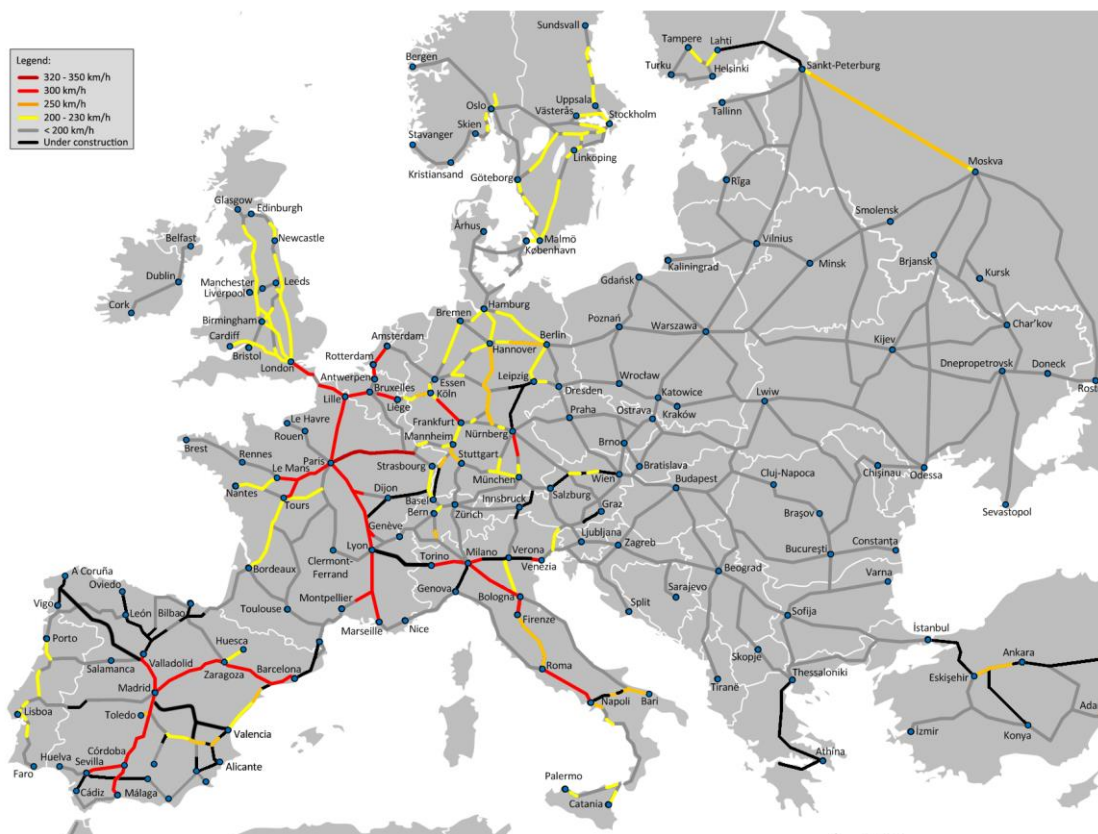 Legend:
320 - 350 km/h
300 km/h
250 km/h
200 - 230 km/h
< 200 km/h
Under construction
Sundsvall
Bergen
Tampere
Lahti
Turku
Helsinki
Sankt-Peterburg
Oslo
Uppsala
Västerås
Stockholm
Tallinn
Skien
Stavanger
Linköping
Kristiansand
Göteborg
Rīga
Moskva
Smolensk
Glasgow
Edinburgh
Newcastle
Belfast
Århus
Malmö
København
Kaliningrad
Vilnius
Minsk
Brjansk
Kursk
Dublin
Manchester
Liverpool
Leeds
Cork
Gdańsk
Hamburg
Bremen
Birmingham
Cardiff
Bristol
London
Amsterdam
Rotterdam
Antwerpen
Hannover
Berlin
Poznań
Warszawa
Kijev
Char'kov
Dnepropetrovsk
Doneck
Rost
Bruxelles
Lille
Liège
Essen
Köln
Leipzig
Dresden
Wrocław
Katowice
Kraków
Lwiw
Le Havre
Rouen
Frankfurt
Mannheim
Nürnberg
Praha
Ostrava
Brno
Brest
Rennes
Le Mans
Paris
Strasbourg
Stuttgart
München
Wien
Bratislava
Cluj-Napoca
Chișinau
Odessa
Nantes
Tours
Dijon
Basel
Bern
Zürich
Innsbruck
Salzburg
Graz
Budapest
Sevastopol
Genève
Ljubljana
Zagreb
Brașov
Clermont-
Ferrand
Lyon
Torino
Milano
Verona
Venezia
București
Constanța
Bordeaux
Beograd
Varna
A Coruña
Oviedo
Vigo
León
Bilbao
Toulouse
Montpellier
Marseille
Nice
Genova
Bologna
Firenze
Split
Sarajevo
Sofija
Porto
Huesca
Salamanca
Valladolid
Zaragoza
Barcelona
Roma
Skopje
Tiranë
Thessaloniki
İstanbul
Ankara
Eskişehir
Madrid
Toledo
Lisboa
Valencia
Napoli
Bari
Konya
Ada
İzmir
Córdoba
Huelva
Sevilla
Faro
Cádiz
Málaga
Alicante
Palermo
Catania
Athína